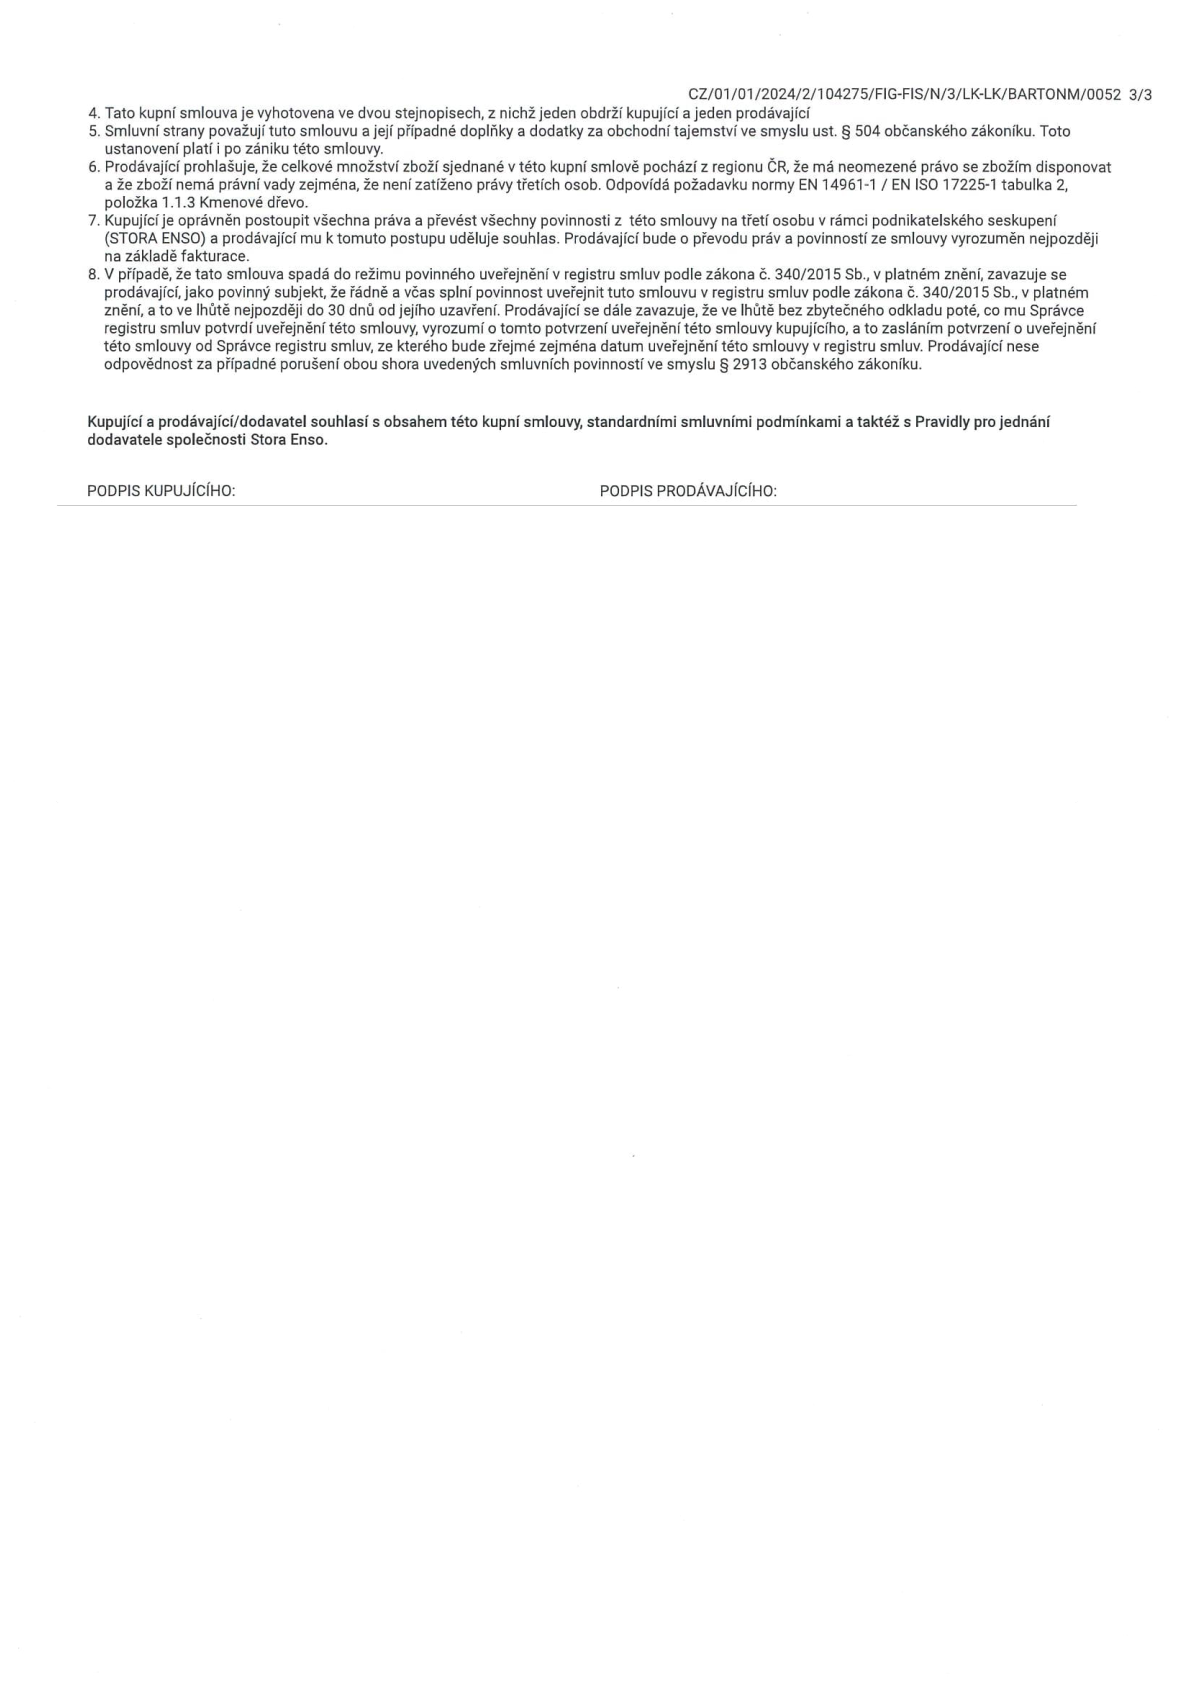 CZ/01/01/2024/2/104275/FIG-FIS/N/3/LK-LK/BARTONM/0052 3/3
4. Tato kupní smlouva je vyhotovena ve dvou stejnopisech, z nichž jeden obdrží kupující a jeden prodávající
5. Smluvní strany považují tuto smlouvu a její případné doplňky a dodatky za obchodní tajemství ve smyslu ust. § 504 občanského zákoníku. Toto
ustanovení platí i po zániku této smlouvy.
6. Prodávající prohlašuje, že celkové množství zboží sjednané v této kupní smlově pochází z regionu ČR, že má neomezené právo se zbožím disponovat
a že zboží nemá právní vady zejména, že není zatíženo právy třetích osob. Odpovídá požadavku normy EN 14961-1 / EN ISO 17225-1 tabulka 2,
položka 1.1.3 Kmenové dřevo.
7. Kupující je oprávněn postoupit všechna práva a převést všechny povinnosti z této smlouvy na třetí osobu v rámci podnikatelského seskupení
(STORA ENSO) a prodávající mu k tomuto postupu uděluje souhlas. Prodávající bude o převodu práv a povinností ze smlouvy vyrozuměn nejpozději
na základě fakturace.
8. V případě, že tato smlouva spadá do režimu povinného uveřejnění v registru smluv podle zákona č. 340/2015 Sb., v platném znění, zavazuje se
prodávající, jako povinný subjekt, že řádně a včas splní povinnost uveřejnit tuto smlouvu v registru smluv podle zákona č. 340/2015 Sb., v platném
znění, a to ve lhůtě nejpozději do 30 dnů od jejího uzavření. Prodávající se dále zavazuje, že ve lhůtě bez zbytečného odkladu poté, co mu Správce
registru smluv potvrdí uveřejnění této smlouvy, vyrozumí o tomto potvrzení uveřejnění této smlouvy kupujícího, a to zasláním potvrzení o uveřejnění
této smlouvy od Správce registru smluv, ze kterého bude zřejmé zejména datum uveřejnění této smlouvy v registru smluv. Prodávající nese
odpovědnost za případné porušení obou shora uvedených smluvních povinností ve smyslu § 2913 občanského zákoníku.
Kupující a prodávající/dodavatel souhlasí s obsahem této kupní smlouvy, standardními smluvními podmínkami a taktéž s Pravidly pro jednání
dodavatele společnosti Stora Enso.
PODPIS KUPUJÍCÍHO: PODPIS PRODÁVAJÍCÍHO: